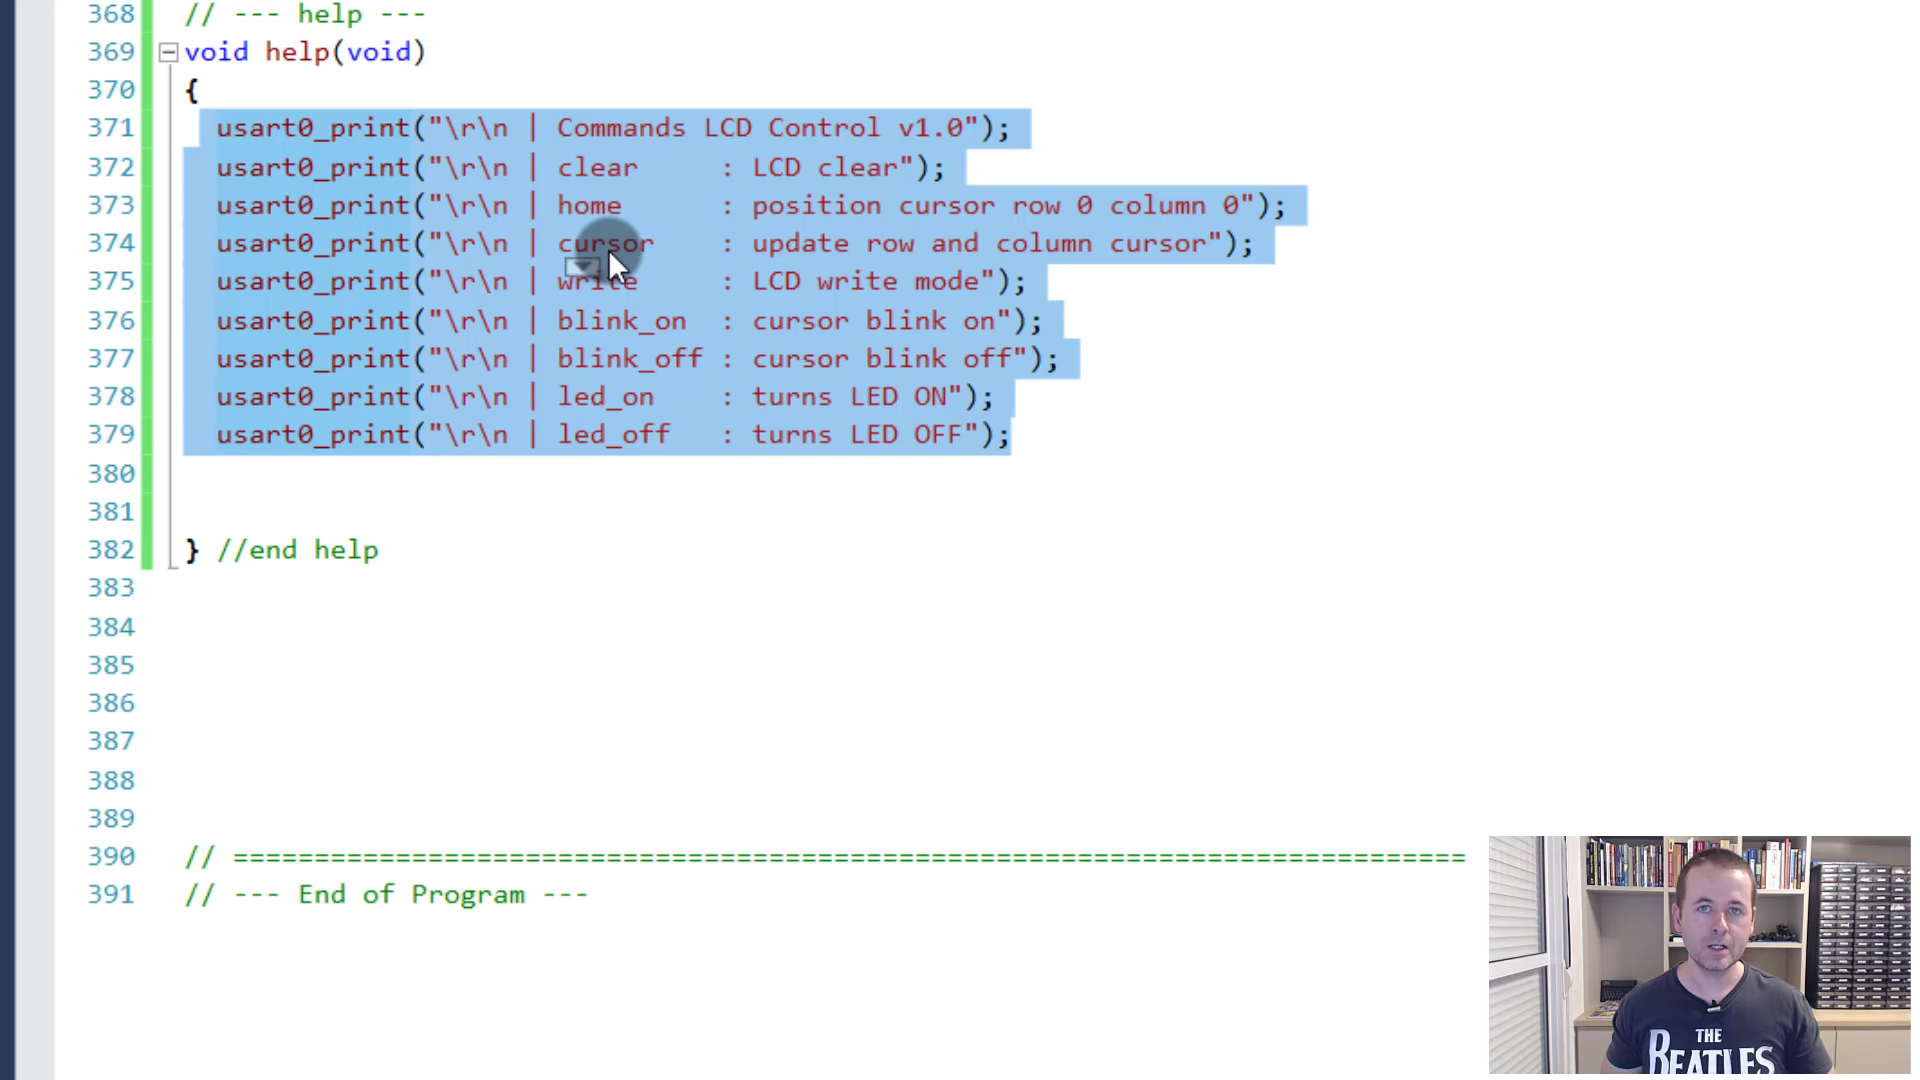 368 // --- help ---
369 void help(void)
370 {
371 usart0_print("\r\n | Commands LCD Control v1.0");
372 usart0_print("\r\n | clear     : LCD clear");
373 usart0_print("\r\n | home      : position cursor row 0 column 0");
374 usart0_print("\r\n | cursor    : update row and column cursor");
375 usart0_print("\r\n | write     : LCD write mode");
376 usart0_print("\r\n | blink_on  : cursor blink on");
377 usart0_print("\r\n | blink_off : cursor blink off");
378 usart0_print("\r\n | led_on    : turns LED ON");
379 usart0_print("\r\n | led_off   : turns LED OFF");
380
381
382 } //end help
383
384
385
386
387
388
389
390 // ============================================================================
391 // --- End of Program ---
THE
BEATLES